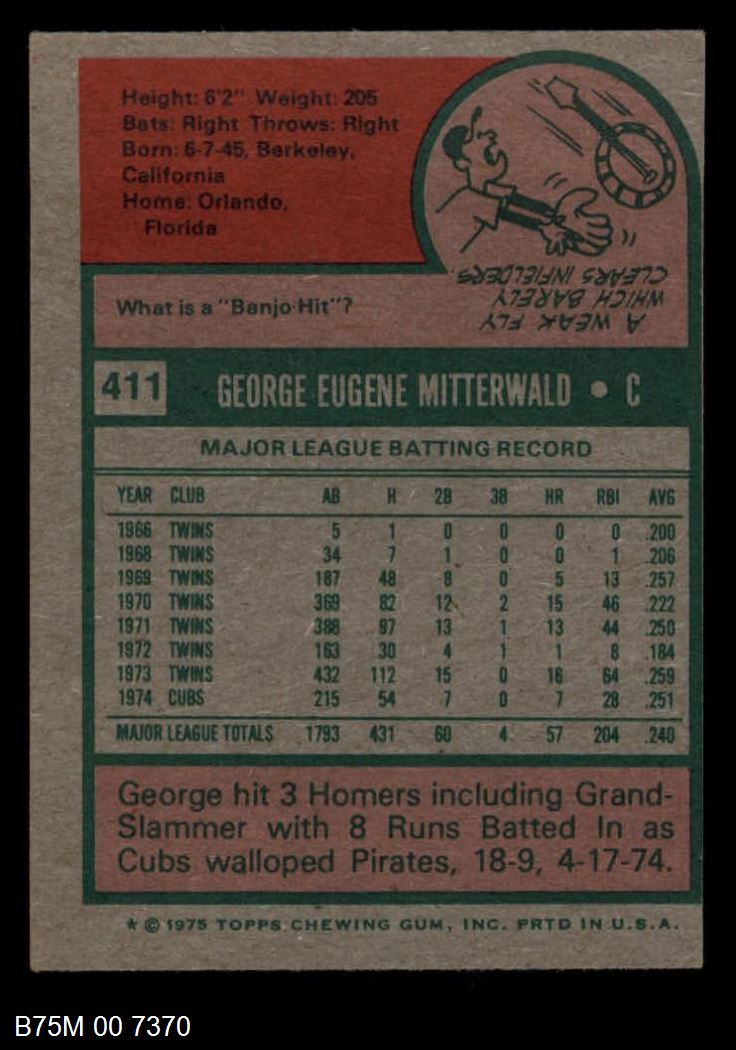 Height: 6'2" Weight: 205
Bats: Right Throws: Right
Born: 6-7-45, Berkeley,
California
Home: Orlando,
Florida
What is a "Banjo Hit"?
A WEAK FLY
WHICH BARELY
CLEARS INFIELDERS.
411 GEORGE EUGENE MITTERWALD • C
MAJOR LEAGUE BATTING RECORD
YEAR CLUB AB H 2B 3B HR RBI AVG
1966 TWINS 5 1 0 0 0 0 .200
1968 TWINS 34 7 1 0 0 1 .206
1969 TWINS 187 48 8 0 5 13 .257
1970 TWINS 369 82 12 2 15 46 .222
1971 TWINS 388 97 13 1 13 44 .250
1972 TWINS 163 30 4 1 1 8 .184
1973 TWINS 432 112 15 0 16 64 .259
1974 CUBS 215 54 7 0 7 28 .251
MAJOR LEAGUE TOTALS 1793 431 60 4 57 204 .240
George hit 3 Homers including Grand-
Slammer with 8 Runs Batted In as
Cubs walloped Pirates, 18-9, 4-17-74.
* © 1975 TOPPS CHEWING GUM, INC. PRTD IN U.S.A.
B75M 00 7370